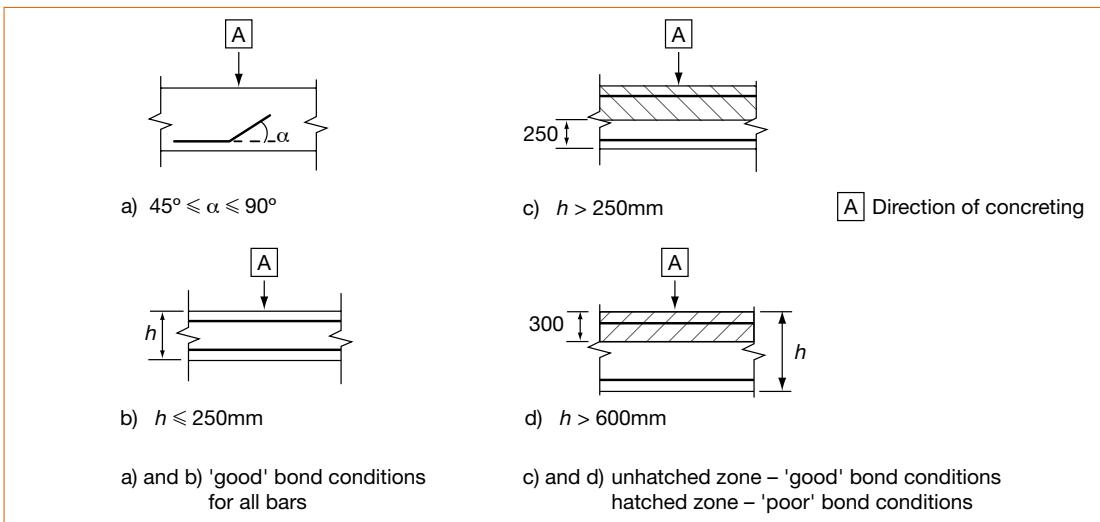 A
α
a) 45º ⩽ α ⩽ 90º
A
250
c) h > 250mm
A Direction of concreting
A
h
b) h ⩽ 250mm
A
300
h
d) h > 600mm
a) and b) 'good' bond conditions
for all bars
c) and d) unhatched zone – 'good' bond conditions
hatched zone – 'poor' bond conditions